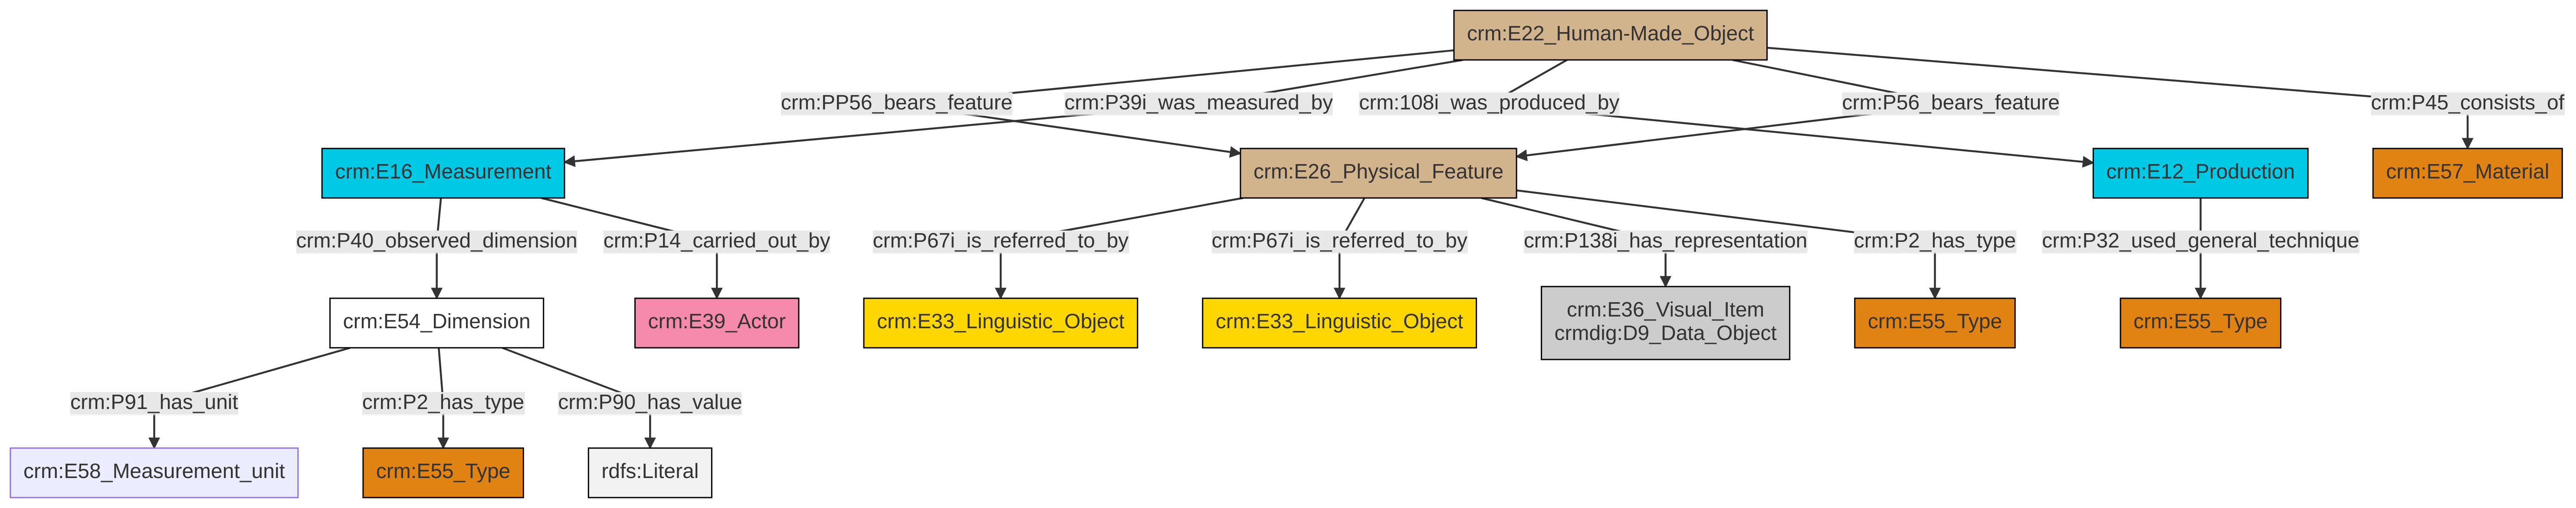 crm:E22_Human-Made_Object
crm:PP56_bears_feature
crm:P39i_was_measured_by
crm:108i_was_produced_by
crm:P56_bears_feature
crm:P45_consists_of
crm:E16_Measurement
crm:E26_Physical_Feature
crm:E12_Production
crm:E57_Material
crm:P40_observed_dimension
crm:P14_carried_out_by
crm:P67i_is_referred_to_by
crm:P67i_is_referred_to_by
crm:P138i_has_representation
crm:P2_has_type
crm:P32_used_general_technique
crm:E54_Dimension
crm:E39_Actor
crm:E33_Linguistic_Object
crm:E33_Linguistic_Object
crm:E36_Visual_Item
crmdig:D9_Data_Object
crm:E55_Type
crm:E55_Type
crm:P91_has_unit
crm:P2_has_type
crm:P90_has_value
crm:E58_Measurement_unit
crm:E55_Type
rdfs:Literal